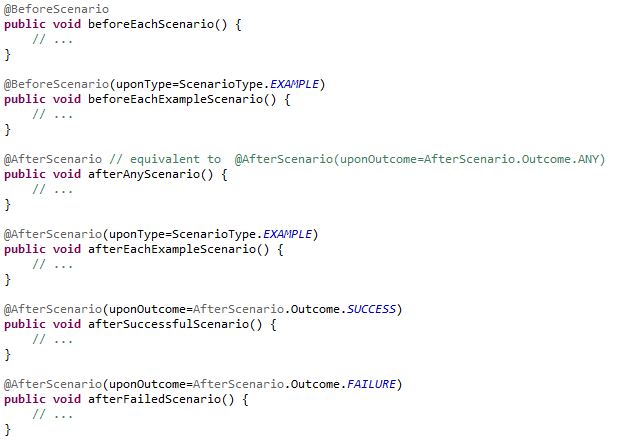 @BeforeScenario
public void beforeEachScenario() {
    // ...
}
@BeforeScenario(uponType=ScenarioType.EXAMPLE)
public void beforeEachExampleScenario() {
    // ...
}
@AfterScenario // equivalent to  @AfterScenario(uponOutcome=AfterScenario.Outcome.ANY)
public void afterAnyScenario() {
    // ...
}
@AfterScenario(uponType=ScenarioType.EXAMPLE)
public void afterEachExampleScenario() {
    // ...
}
@AfterScenario(uponOutcome=AfterScenario.Outcome.SUCCESS)
public void afterSuccessfulScenario() {
    // ...
}
@AfterScenario(uponOutcome=AfterScenario.Outcome.FAILURE)
public void afterFailedScenario() {
    // ...
}